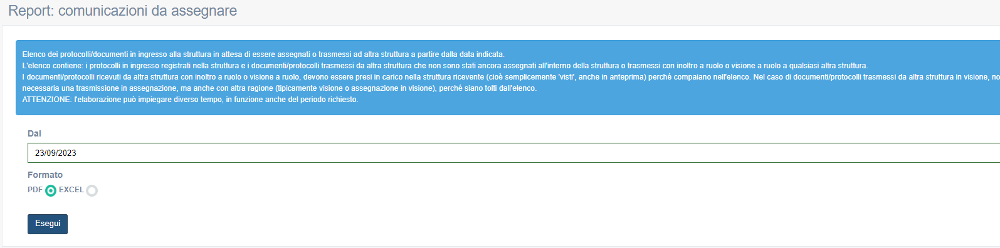 Report: comunicazioni da assegnare
Elenco dei protocolli/documenti in ingresso alla struttura in attesa di essere assegnati o trasmessi ad altra struttura a partire dalla data indicata.
L'elenco contiene: i protocolli in ingresso registrati nella struttura e i documenti/protocolli trasmessi da altra struttura che non sono stati ancora assegnati all'interno della struttura o trasmessi con inoltro a ruolo o visione a ruolo a qualsiasi altra struttura.
I documenti/protocolli ricevuti da altra struttura con inoltro a ruolo o visione a ruolo, devono essere presi in carico nella struttura ricevente (cioè semplicemente 'visti', anche in anteprima) perché compaiano nell'elenco. Nel caso di documenti/protocolli trasmessi da altra struttura in visione, no
necessaria una trasmissione in assegnazione, ma anche con altra ragione (tipicamente visione o assegnazione in visione), perché siano tolti dall'elenco.
ATTENZIONE: l'elaborazione può impiegare diverso tempo, in funzione anche del periodo richiesto.
Dal
23/09/2023
Formato
PDF EXCEL
Esegui